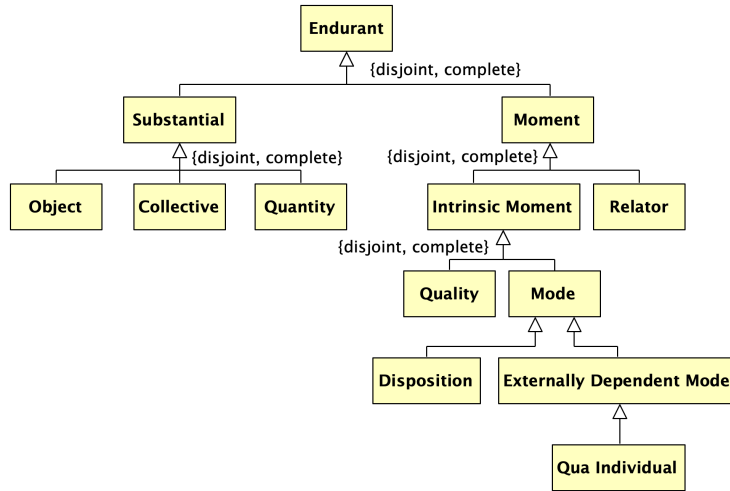 Endurant
{disjoint, complete}
Substantial
Moment
{disjoint, complete}
{disjoint, complete}
Object
Collective
Quantity
Intrinsic Moment
Relator
{disjoint, complete}
Quality
Mode
Disposition
Externally Dependent Mode
Qua Individual